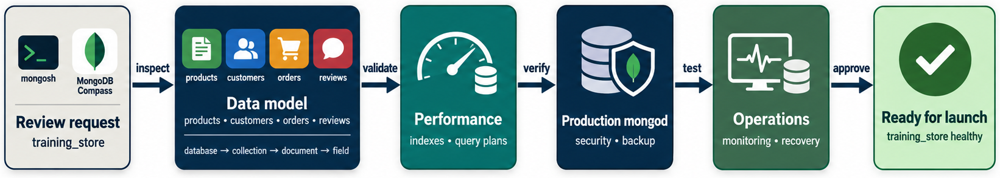 mongosh
MongoDB
Compass
Review request
training_store
inspect
products
customers
orders
reviews
Data model
products • customers • orders • reviews
database → collection → document → field
validate
Performance
indexes • query plans
verify
Production mongod
security • backup
test
Operations
monitoring • recovery
approve
Ready for launch
training_store healthy